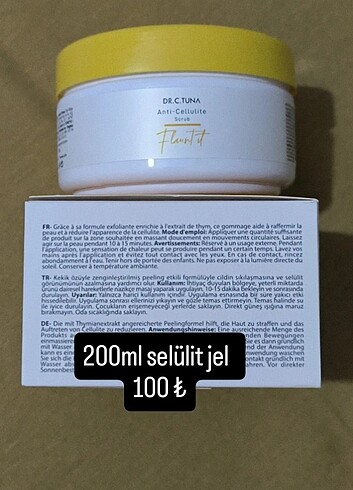 DR.C.TUNA
Anti-Cellulite
Scrub
Flaunt it
FR- Grâce à sa formule exfoliante enrichie à l'extrait de thym, ce gommage aide à raffermir la
peau et à réduire l'apparence de la cellulite. Mode d'emploi: Appliquer une quantité suffisante
de produit sur la zone souhaitée en massant doucement en mouvements circulaires. Laissez
agir sur la peau pendant 10 à 15 minutes. Avertissements: Réservé à un usage externe. Pendant
l'application, une sensation de chaleur peut se produire pendant un certain temps. Lavez vos
mains après l'application et évitez tout contact avec les yeux. En cas de contact, rincez
abondamment à l'eau. Tenir hors de portée des enfants. Ne pas exposer à la lumière directe du
soleil. Conserver à température ambiante.
TR- Kekik özüyle zenginleştirilmiş peeling etkili formülüyle cildin sıkılaşmasına ve selülit
görünümünün azalmasına yardımcı olur. Kullanım: İhtiyaç duyulan bölgeye, yeterli miktarda
ürünü dairesel hareketlerle nazikçe masaj yaparak uygulayın. 10-15 dakika bekleyin ve sonrasında
durulayın. Uyarılar: Yalnızca harici kullanım içindir. Uygulama esnasında bir süre yakıcı etki
hissedilebilir. Uygulama sonrası ellerinizi yıkayın ve gözle temas ettirmeyin. Teması halinde
su ile iyice durulayın. Çocukların ulaşamayacağı yerde saklayın. Direkt güneş ışığına maruz
bırakmayın. Oda sıcaklığında saklayın.
DE- Die mit Thymianextrakt angereicherte Peelingformel hilft, die Haut zu straffen und das
Auftreten von Cellulite zu reduzieren. Anwendungshinweise: Eine ausreichende Menge des
Produkts
200ml selülit jel
100 ₺